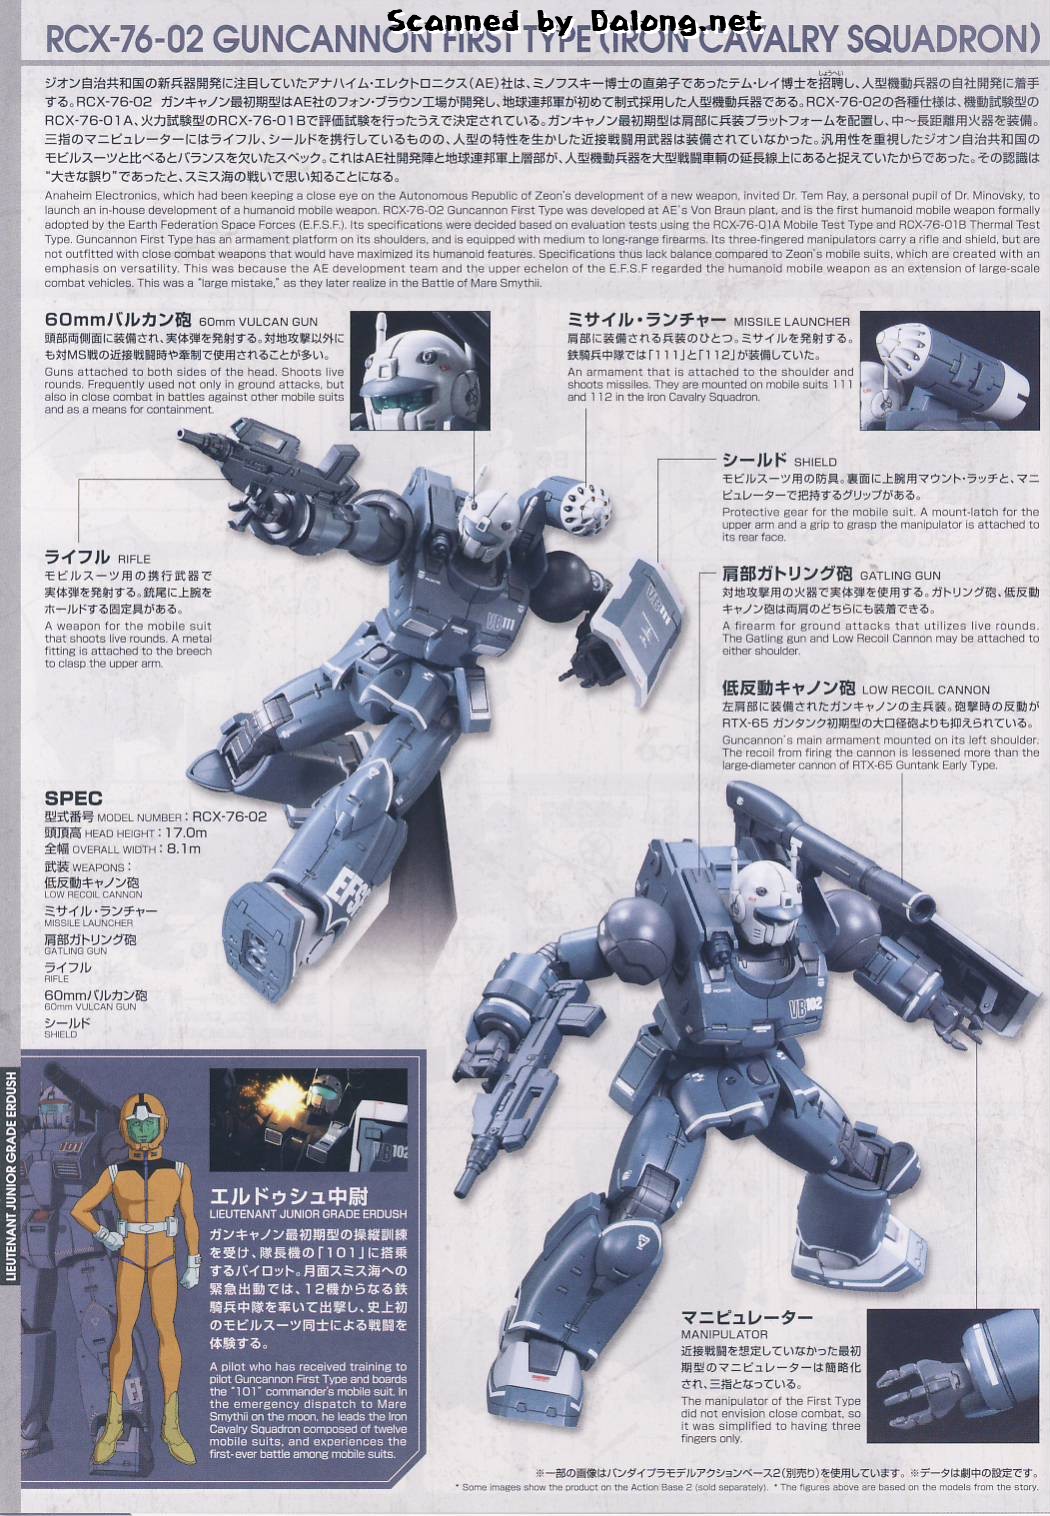 Scanned by Dalong.net
RCX-76-02 GUNCANNON FIRST TYPE (IRON CAVALRY SQUADRON)
ジオン自治共和国の新兵器開発に注目していたアナハイム・エレクトロニクス(AE)社は、ミノフスキー博士の直弟子であったテム・レイ博士を招聘し、人型機動兵器の自社開発に着手
しょうへい
する。RCX-76-02 ガンキャノン最初期型はAE社のフォン・ブラウン工場が開発し、地球連邦軍が初めて制式採用した人型機動兵器である。RCX-76-02の各種仕様は、機動試験型の
RCX-76-01A、火力試験型のRCX-76-01Bで評価試験を行ったうえで決定されている。ガンキャノン最初期型は肩部に兵装プラットフォームを配置し、中〜長距離用火器を装備。
三指のマニピュレーターにはライフル、シールドを携行しているものの、人型の特性を生かした近接戦闘用武器は装備されていなかった。汎用性を重視したジオン自治共和国の
モビルスーツと比べるとバランスを欠いたスペック。これはAE社開発陣と地球連邦軍上層部が、人型機動兵器を大型戦闘車輌の延長線上にあると捉えていたからであった。その認識は
“大きな誤り”であったと、スミス海の戦いで思い知ることになる。
Anaheim Electronics, which had been keeping a close eye on the Autonomous Republic of Zeon's development of a new weapon, invited Dr. Tem Ray, a personal pupil of Dr. Minovsky, to
launch an in-house development of a humanoid mobile weapon. RCX-76-02 Guncannon First Type was developed at AE's Von Braun plant, and is the first humanoid mobile weapon formally
adopted by the Earth Federation Space Forces (E.F.S.F.). Its specifications were decided based on evaluation tests using the RCX-76-01A Mobile Test Type and RCX-76-01B Thermal Test
Type. Guncannon First Type has an armament platform on its shoulders, and is equipped with medium to long-range firearms. Its three-fingered manipulators carry a rifle and shield, but are
not outfitted with close combat weapons that would have maximized its humanoid features. Specifications thus lack balance compared to Zeon's mobile suits, which are created with an
emphasis on versatility. This was because the AE development team and the upper echelon of the E.F.S.F regarded the humanoid mobile weapon as an extension of large-scale
combat vehicles. This was a "large mistake," as they later realize in the Battle of Mare Smythii.
60mmバルカン砲 60mm VULCAN GUN
頭部両側面に装備され、実体弾を発射する。対地攻撃以外に
も対MS戦の近接戦闘時や牽制で使用されることが多い。
Guns attached to both sides of the head. Shoots live
rounds. Frequently used not only in ground attacks, but
also in close combat in battles against other mobile suits
and as a means for containment.
ミサイル・ランチャー MISSILE LAUNCHER
肩部に装備される兵装のひとつ。ミサイルを発射する。
鉄騎兵中隊では「111」と「112」が装備していた。
An armament that is attached to the shoulder and
shoots missiles. They are mounted on mobile suits 111
and 112 in the Iron Cavalry Squadron.
シールド SHIELD
モビルスーツ用の防具。裏面に上腕用マウント・ラッチと、マニ
ピュレーターで把持するグリップがある。
Protective gear for the mobile suit. A mount-latch for the
upper arm and a grip to grasp the manipulator is attached to
its rear face.
ライフル RIFLE
モビルスーツ用の携行武器で
実体弾を発射する。銃尾に上腕を
ホールドする固定具がある。
A weapon for the mobile suit
that shoots live rounds. A metal
fitting is attached to the breech
to clasp the upper arm.
肩部ガトリング砲 GATLING GUN
対地攻撃用の火器で実体弾を使用する。ガトリング砲、低反動
キャノン砲は両肩のどちらにも装着できる。
A firearm for ground attacks that utilizes live rounds.
The Gatling gun and Low Recoil Cannon may be attached to
either shoulder.
低反動キャノン砲 LOW RECOIL CANNON
左肩部に装備されたガンキャノンの主兵装。砲撃時の反動が
RTX-65 ガンタンク初期型の大口径砲よりも抑えられている。
Guncannon's main armament mounted on its left shoulder.
The recoil from firing the cannon is lessened more than the
large-diameter cannon of RTX-65 Guntank Early Type.
VB111
VB111
EFSF
SPEC
型式番号 MODEL NUMBER : RCX-76-02
頭頂高 HEAD HEIGHT : 17.0m
全幅 OVERALL WIDTH : 8.1m
武装 WEAPONS :
低反動キャノン砲
LOW RECOIL CANNON
ミサイル・ランチャー
MISSILE LAUNCHER
肩部ガトリング砲
GATLING GUN
ライフル
RIFLE
60mmバルカン砲
60mm VULCAN GUN
シールド
SHIELD
VB102
LIEUTENANT JUNIOR GRADE ERDUSH
101
VB102
エルドゥシュ中尉
LIEUTENANT JUNIOR GRADE ERDUSH
ガンキャノン最初期型の操縦訓練
を受け、隊長機の「101」に搭乗
するパイロット。月面スミス海への
緊急出動では、12機からなる鉄
騎兵中隊を率いて出撃し、史上初
のモビルスーツ同士による戦闘を
体験する。
A pilot who has received training to
pilot Guncannon First Type and boards
the "101" commander's mobile suit. In
the emergency dispatch to Mare
Smythii on the moon, he leads the Iron
Cavalry Squadron composed of twelve
mobile suits, and experiences the
first-ever battle among mobile suits.
マニピュレーター
MANIPULATOR
近接戦闘を想定していなかった最初
期型のマニピュレーターは簡略化
され、三指となっている。
The manipulator of the First Type
did not envision close combat, so
it was simplified to having three
fingers only.
※一部の画像はバンダイプラモデルアクションベース2(別売り)を使用しています。 ※データは劇中の設定です。
* Some images show the product on the Action Base 2 (sold separately). * The figures above are based on the models from the story.